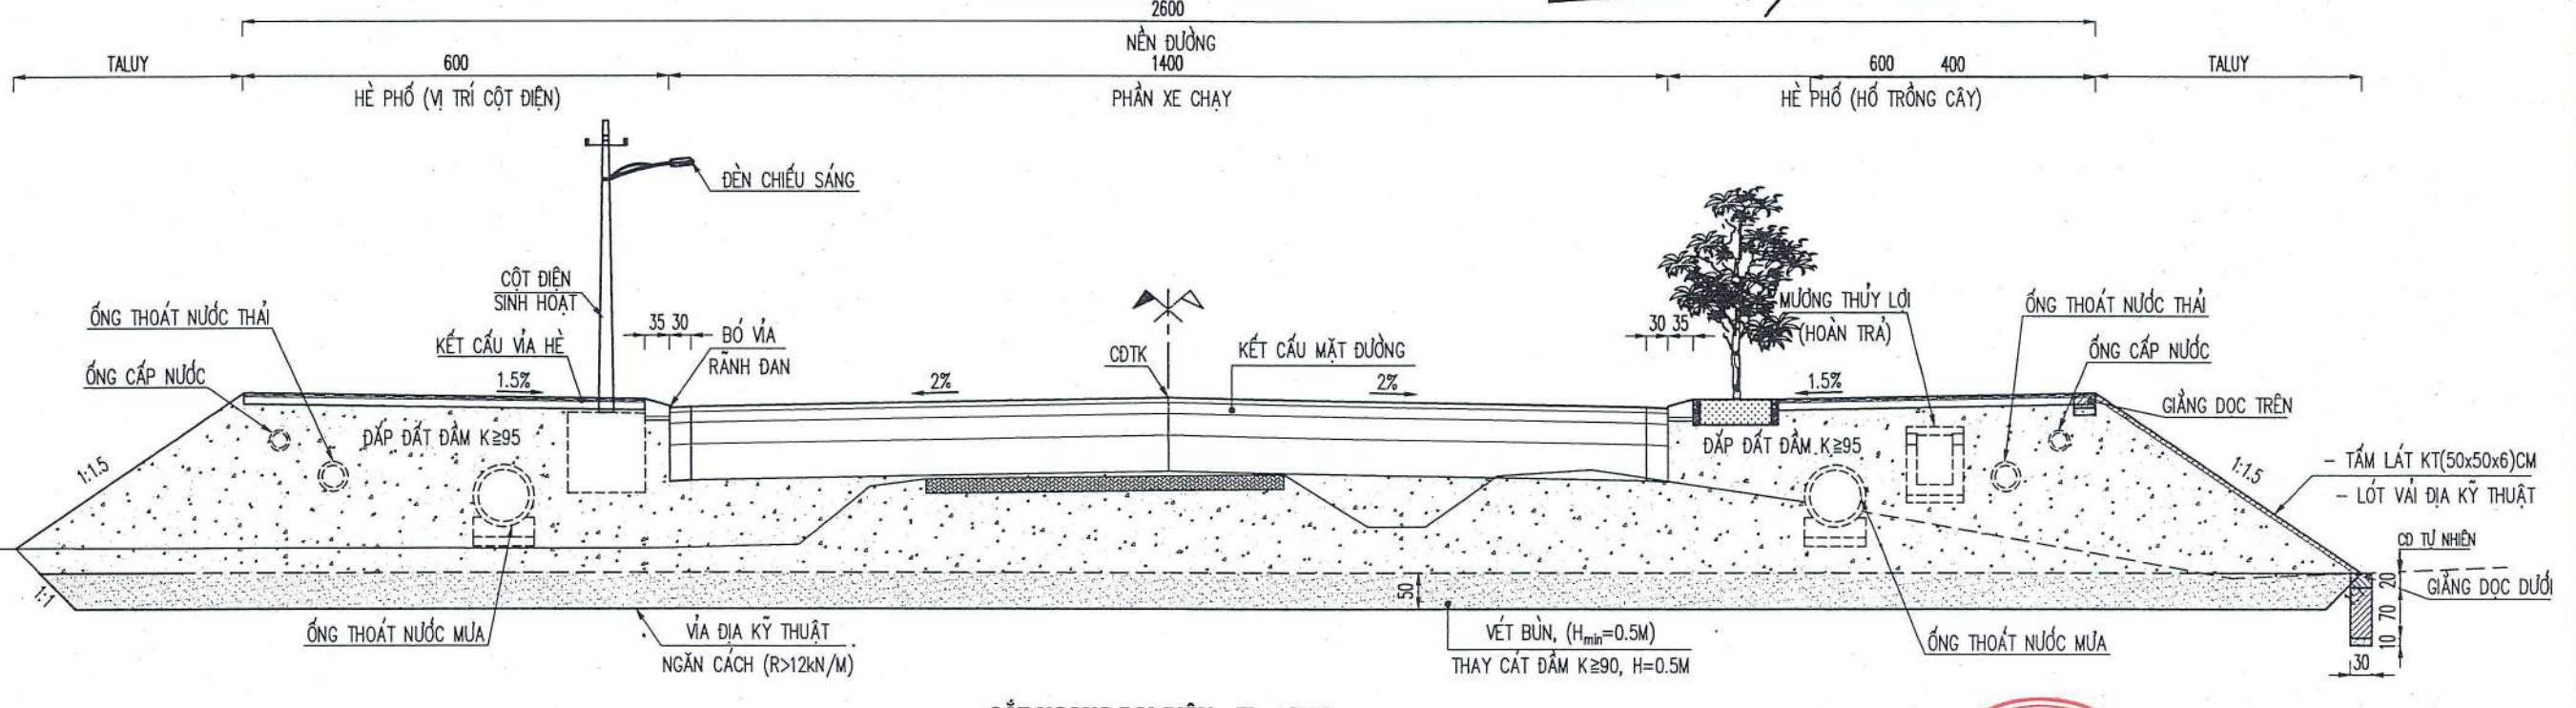 2600
NỀN ĐƯỜNG
TALUY
600
1400
600
400
TALUY
HÈ PHỐ (VỊ TRÍ CỘT ĐIỆN)
PHẦN XE CHẠY
HÈ PHỐ (HỐ TRỒNG CÂY)
ĐÈN CHIẾU SÁNG
CỘT ĐIỆN
SINH HOẠT
ỐNG THOÁT NƯỚC THẢI
KẾT CẤU VỈA HÈ
ỐNG CẤP NƯỚC
1.5%
35 30
BÓ VỈA
RÃNH ĐAN
CĐTK
KẾT CẤU MẶT ĐƯỜNG
2%
2%
30 35
MƯƠNG THỦY LỢI
(HOÀN TRẢ)
ỐNG THOÁT NƯỚC THẢI
ỐNG CẤP NƯỚC
1.5%
GIẰNG DỌC TRÊN
ĐẮP ĐẤT ĐẦM K≥95
ĐẮP ĐẤT ĐẦM K≥95
1:1.5
1:1.5
- TẤM LÁT KT(50x50x6)CM
- LÓT VẢI ĐỊA KỸ THUẬT
CĐ TỰ NHIÊN
1:1
50
20
GIẰNG DỌC DƯỚI
70
10
30
ỐNG THOÁT NƯỚC MƯA
VỈA ĐỊA KỸ THUẬT
NGĂN CÁCH (R>12kN/M)
VÉT BÙN, (Hmin=0.5M)
THAY CÁT ĐẦM K≥90, H=0.5M
ỐNG THOÁT NƯỚC MƯA